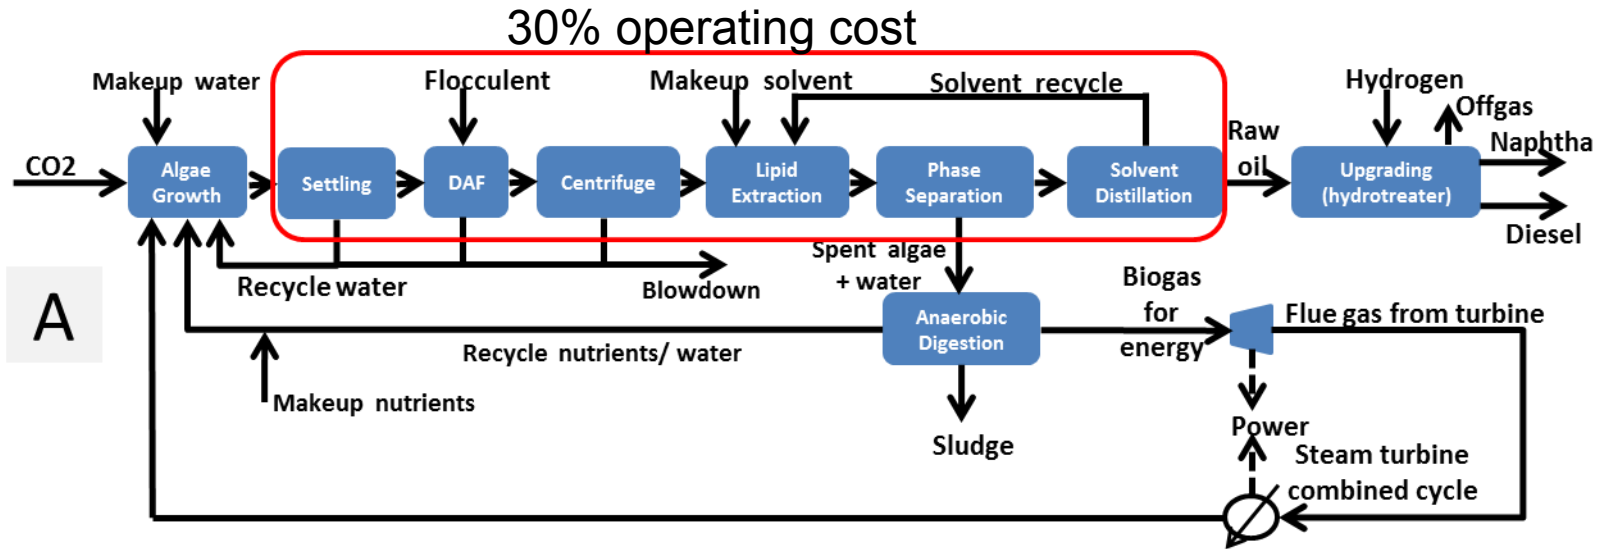 30% operating cost
Makeup water
Flocculent
Makeup solvent
Solvent recycle
Hydrogen
Offgas
Naphtha
Diesel
CO2
Algae
Growth
Settling
DAF
Centrifuge
Lipid
Extraction
Phase
Separation
Solvent
Distillation
Raw
oil
Upgrading
(hydrotreater)
Recycle water
Blowdown
Spent algae
+ water
A
Anaerobic
Digestion
Biogas
for
energy
Flue gas from turbine
Recycle nutrients/ water
Makeup nutrients
Sludge
Power
Steam turbine
combined cycle